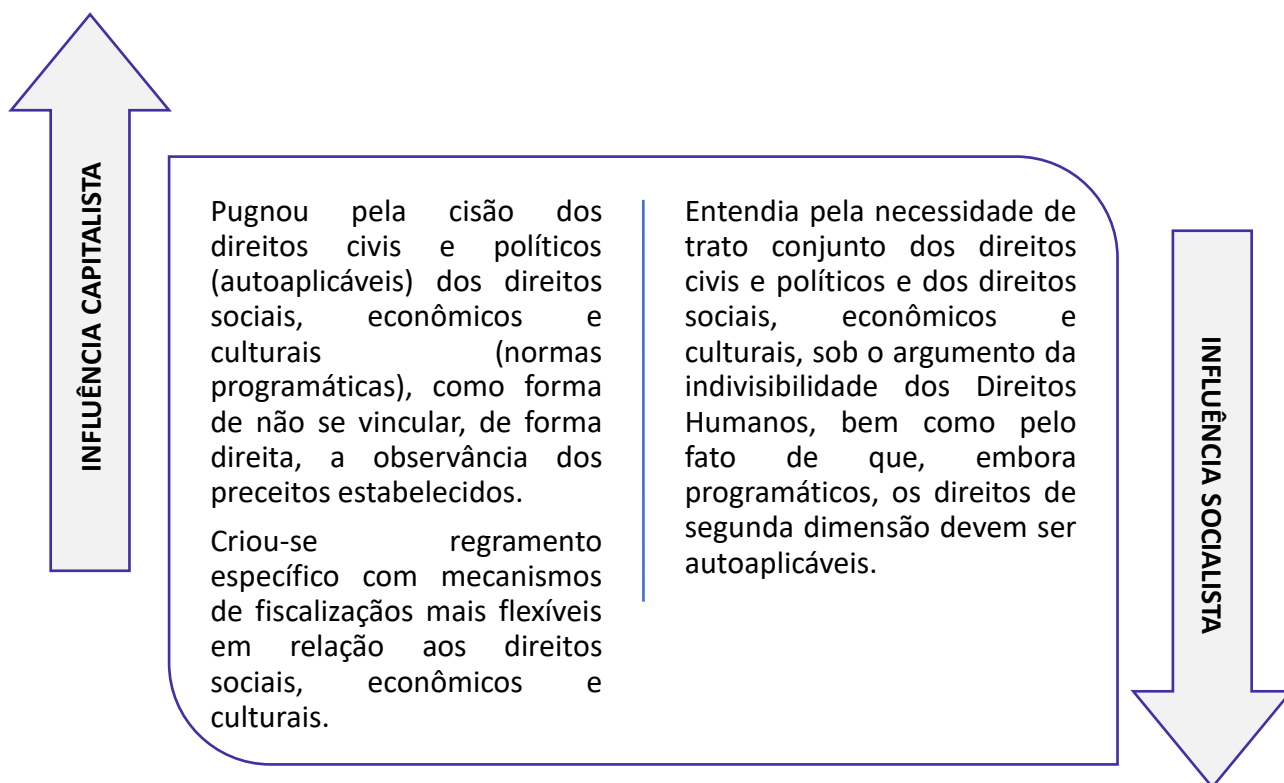 INFLUÊNCIA CAPITALISTA
Pugnou pela cisão dos
direitos civis e políticos
(autoaplicáveis) dos direitos
sociais, econômicos e
culturais (normas
programáticas), como forma
de não se vincular, de forma
direita, a observância dos
preceitos estabelecidos.
Criou-se regramento
específico com mecanismos
de fiscalizaçãos mais flexíveis
em relação aos direitos
sociais, econômicos e
culturais.
Entendia pela necessidade de
trato conjunto dos direitos
civis e políticos e dos direitos
sociais, econômicos e
culturais, sob o argumento da
indivisibilidade dos Direitos
Humanos, bem como pelo
fato de que, embora
programáticos, os direitos de
segunda dimensão devem ser
autoaplicáveis.
INFLUÊNCIA SOCIALISTA